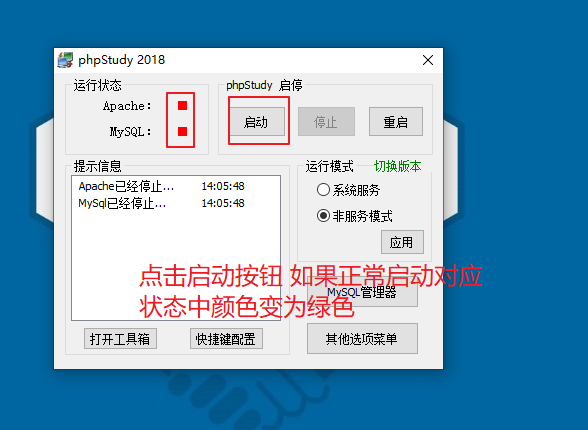 phpStudy 2018
运行状态
Apache:
MySQL:
phpStudy 启停
启动
停止
重启
提示信息
Apache已经停止... 14:05:48
MySql已经停止... 14:05:48
运行模式 切换版本
系统服务
非服务模式
应用
点击启动按钮 如果正常启动对应
状态中颜色变为绿色
MySQL管理器
打开工具箱
快捷键配置
其他选项菜单